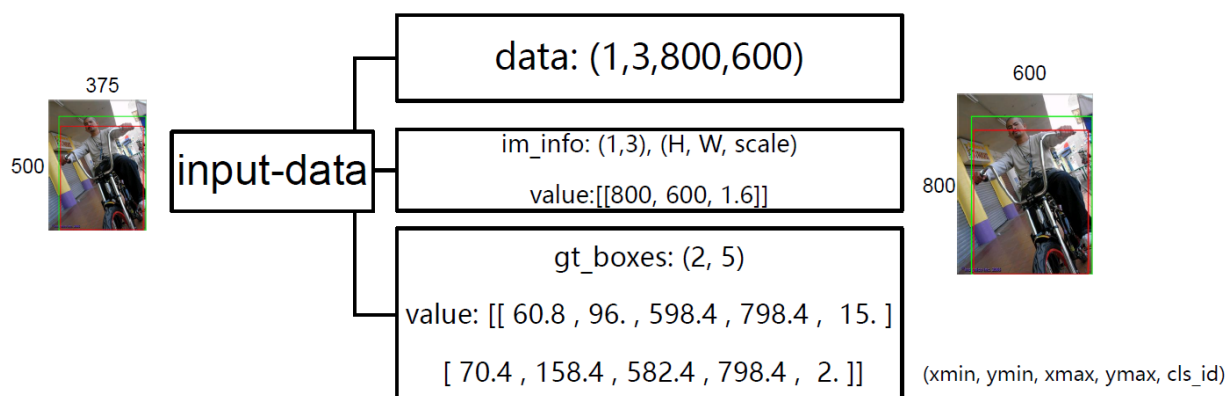 375
500
input-data
data: (1,3,800,600)
im_info: (1,3), (H, W, scale)
value:[[800, 600, 1.6]]
gt_boxes: (2, 5)
value: [[ 60.8 , 96. , 598.4 , 798.4 ,  15. ]
[ 70.4 , 158.4 , 582.4 , 798.4 ,  2. ]]
600
800
(xmin, ymin, xmax, ymax, cls_id)